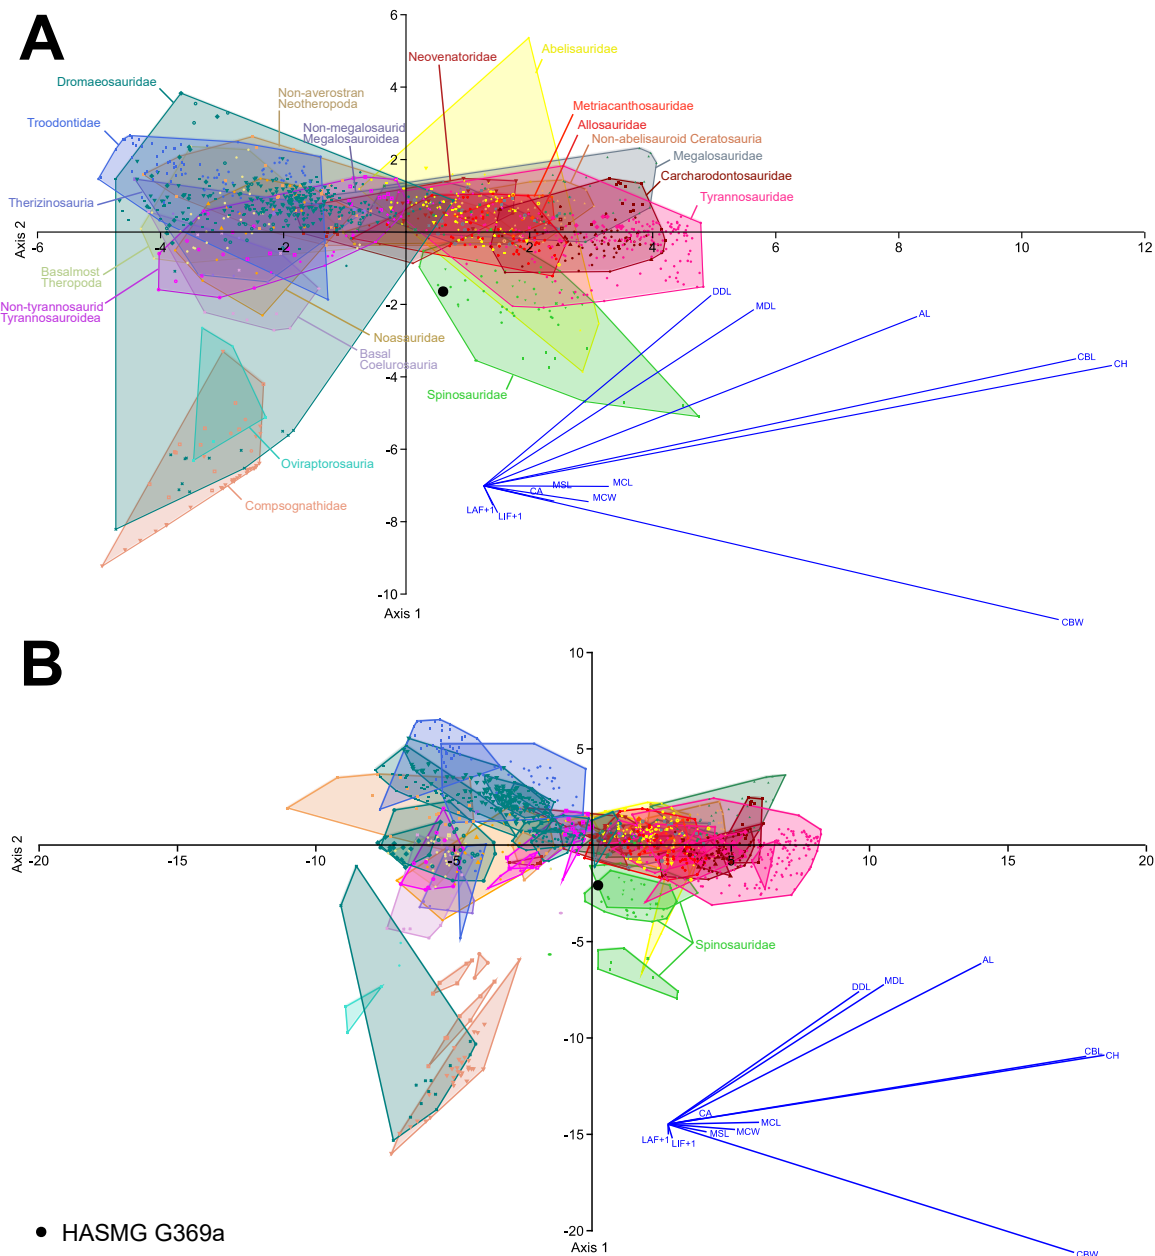 A
6
Neovenatoridae
Abelisauridae
Dromaeosauridae
4
Non-averostran
Neotheropoda
Metriacanthosauridae
Troodontidae
Non-megalosaurid
Megalosauroidea
Allosauridae
Non-abelisauroid Ceratosauria
2
Megalosauridae
Carcharodontosauridae
Therizinosauria
Tyrannosauridae
Axis 2
-6
-4
-2
2
4
6
8
10
12
Basalmost
Theropoda
Non-tyrannosaurid
Tyrannosauroidea
-2
DDL
MDL
AL
Noasauridae
Basal
Coelurosauria
CBL
CH
-4
Spinosauridae
-6
Oviraptorosauria
MSL
MCL
CA
MCW
Compsognathidae
LAF+1
LIF+1
-8
-10
Axis 1
CBW
B
10
5
Axis 2
-20
-15
-10
-5
5
10
15
20
-5
Spinosauridae
AL
MDL
DDL
-10
CBL
CH
CA
MCL
-15
LAF+1
LIF+1
MSL
MCW
-20
Axis 1
CBW
HASMG G369a